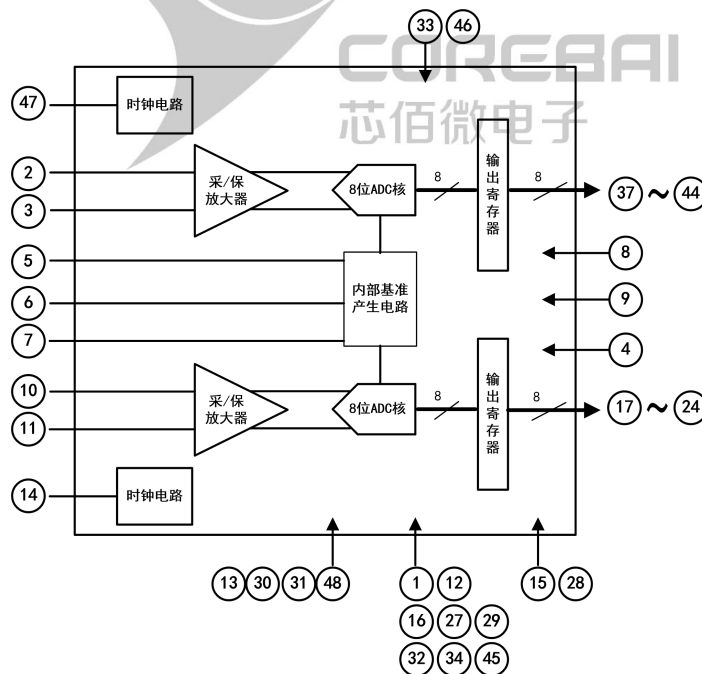 33 46
COREBAI
芯佰微电子
47
时钟电路
2
3
采/保
放大器
8位ADC核
8
输出寄存器
8
37 ~ 44
5
6
7
内部基准
产生电路
8
9
4
10
11
采/保
放大器
8位ADC核
8
输出寄存器
8
17 ~ 24
14
时钟电路
13 30 31 48
1 12
15 28
16 27 29
32 34 45